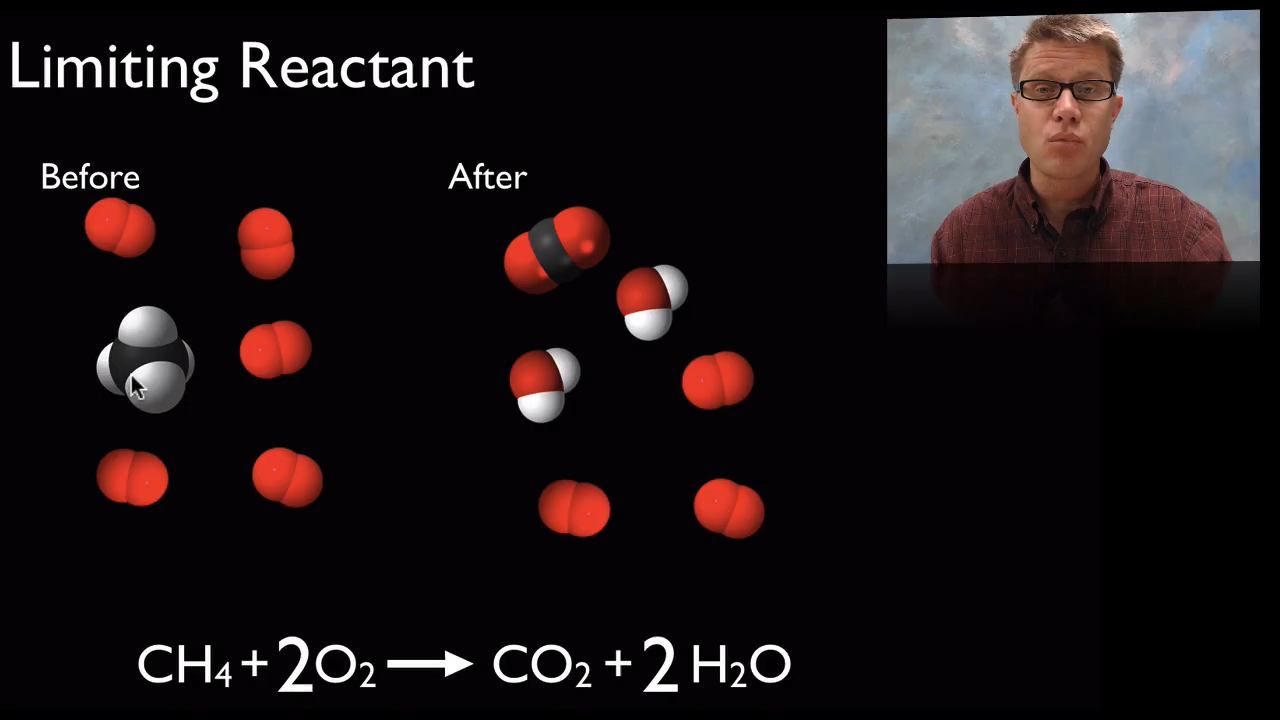 Limiting Reactant
Before After
CH₄ + 2O₂ → CO₂ + 2 H₂O